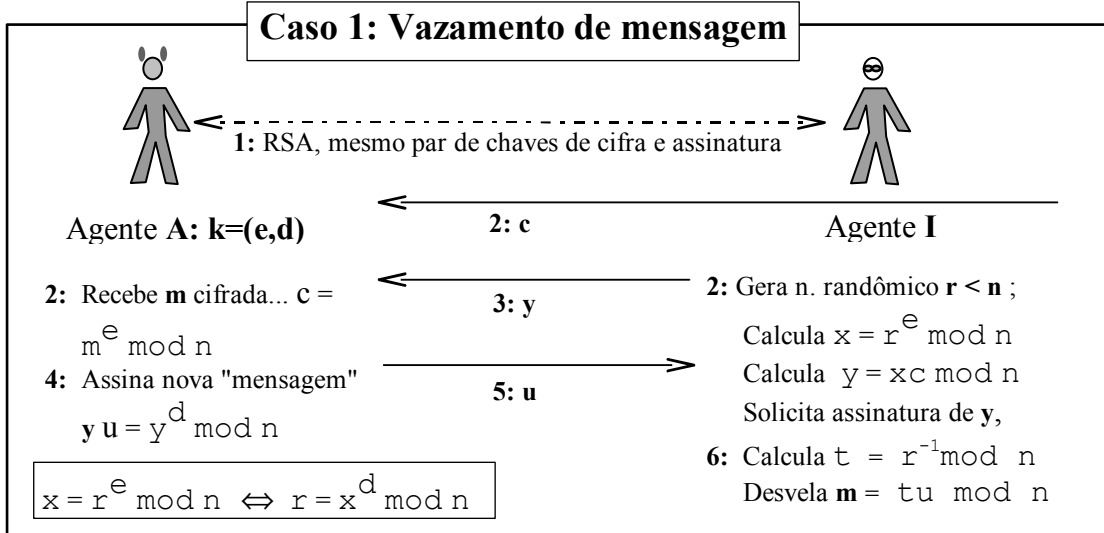 Caso 1: Vazamento de mensagem
1: RSA, mesmo par de chaves de cifra e assinatura
Agente A: k=(e,d)
2: c
Agente I
2: Recebe m cifrada... c =
m^e mod n
3: y
2: Gera n. randômico r < n ;
Calcula x = r^e mod n
4: Assina nova "mensagem"
y u = y^d mod n
5: u
Calcula y = xc mod n
Solicita assinatura de y,
6: Calcula t = r^-1 mod n
Desvela m = tu mod n
x = r^e mod n ⇔ r = x^d mod n